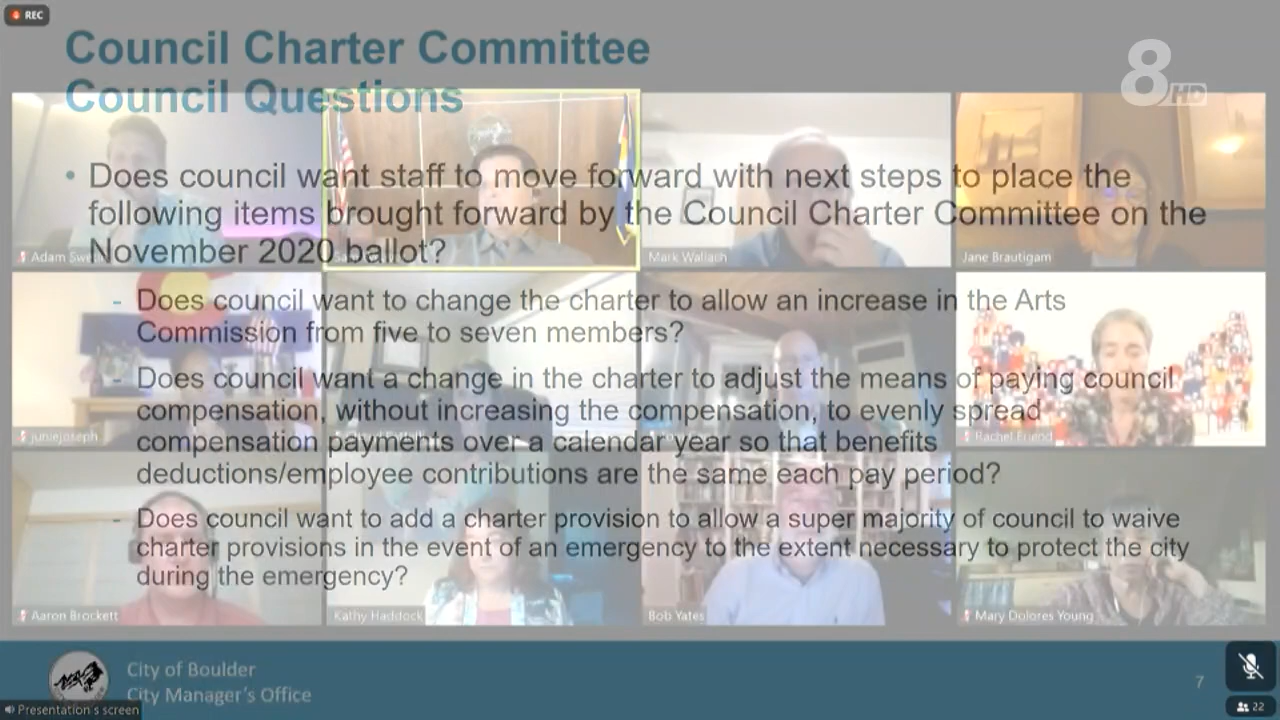 REC
Council Charter Committee
Council Questions
8HD
• Does council want staff to move forward with next steps to place the
following items brought forward by the Council Charter Committee on the
November 2020 ballot?
Adam
Mark Wallach
Jane Brautigam
- Does council want to change the charter to allow an increase in the Arts
Commission from five to seven members?
- Does council want a change in the charter to adjust the means of paying council
compensation, without increasing the compensation, to evenly spread
compensation payments over a calendar year so that benefits
deductions/employee contributions are the same each pay period?
juniejoseph
Rachel Friend
- Does council want to add a charter provision to allow a super majority of council to waive
charter provisions in the event of an emergency to the extent necessary to protect the city
during the emergency?
Aaron Brockett
Kathy Haddock
Bob Yates
Mary Dolores Young
City of Boulder
City Manager's Office
7
Presentation's screen
22